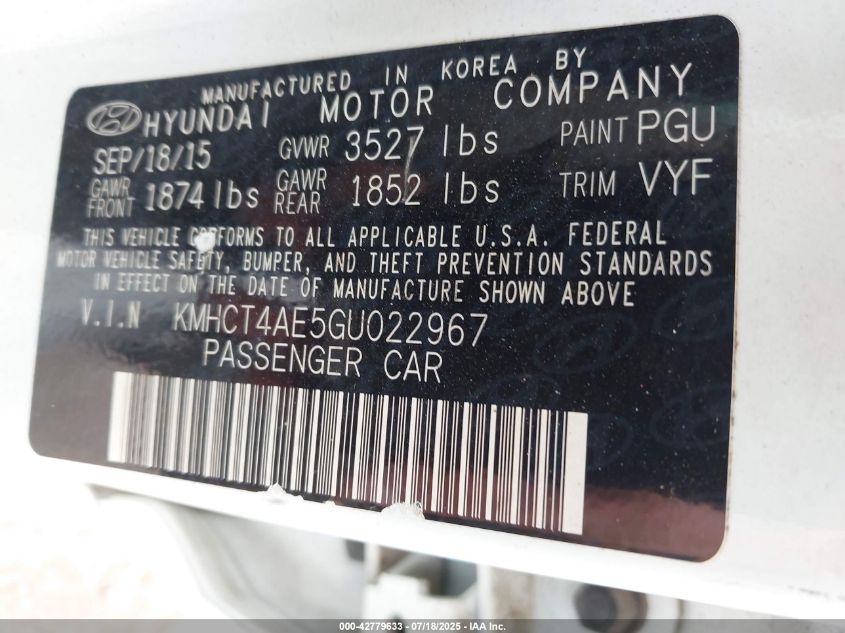 MANUFACTURED IN KOREA BY
HYUNDAI MOTOR COMPANY
SEP/18/15 GVWR 3527 lbs PAINT PGU
GAWR FRONT 1874 lbs GAWR REAR 1852 lbs TRIM VYF
THIS VEHICLE CONFORMS TO ALL APPLICABLE U.S.A. FEDERAL
MOTOR VEHICLE SAFETY, BUMPER, AND THEFT PREVENTION STANDARDS
IN EFFECT ON THE DATE OF MANUFACTURE SHOWN ABOVE
V.I.N KMHCT4AE5GU022967
PASSENGER CAR
000-42779633 / 07/18/2025 - IAA Inc.